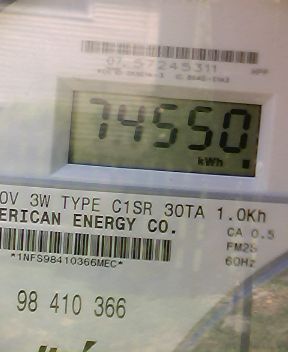 07 57245311
74550
kWh
0V 3W TYPE C1SR 30TA 1.0Kh
ERICAN ENERGY CO.
CA 0.5
FM2S
60Hz
*1NFS98410366MEC*
98 410 366